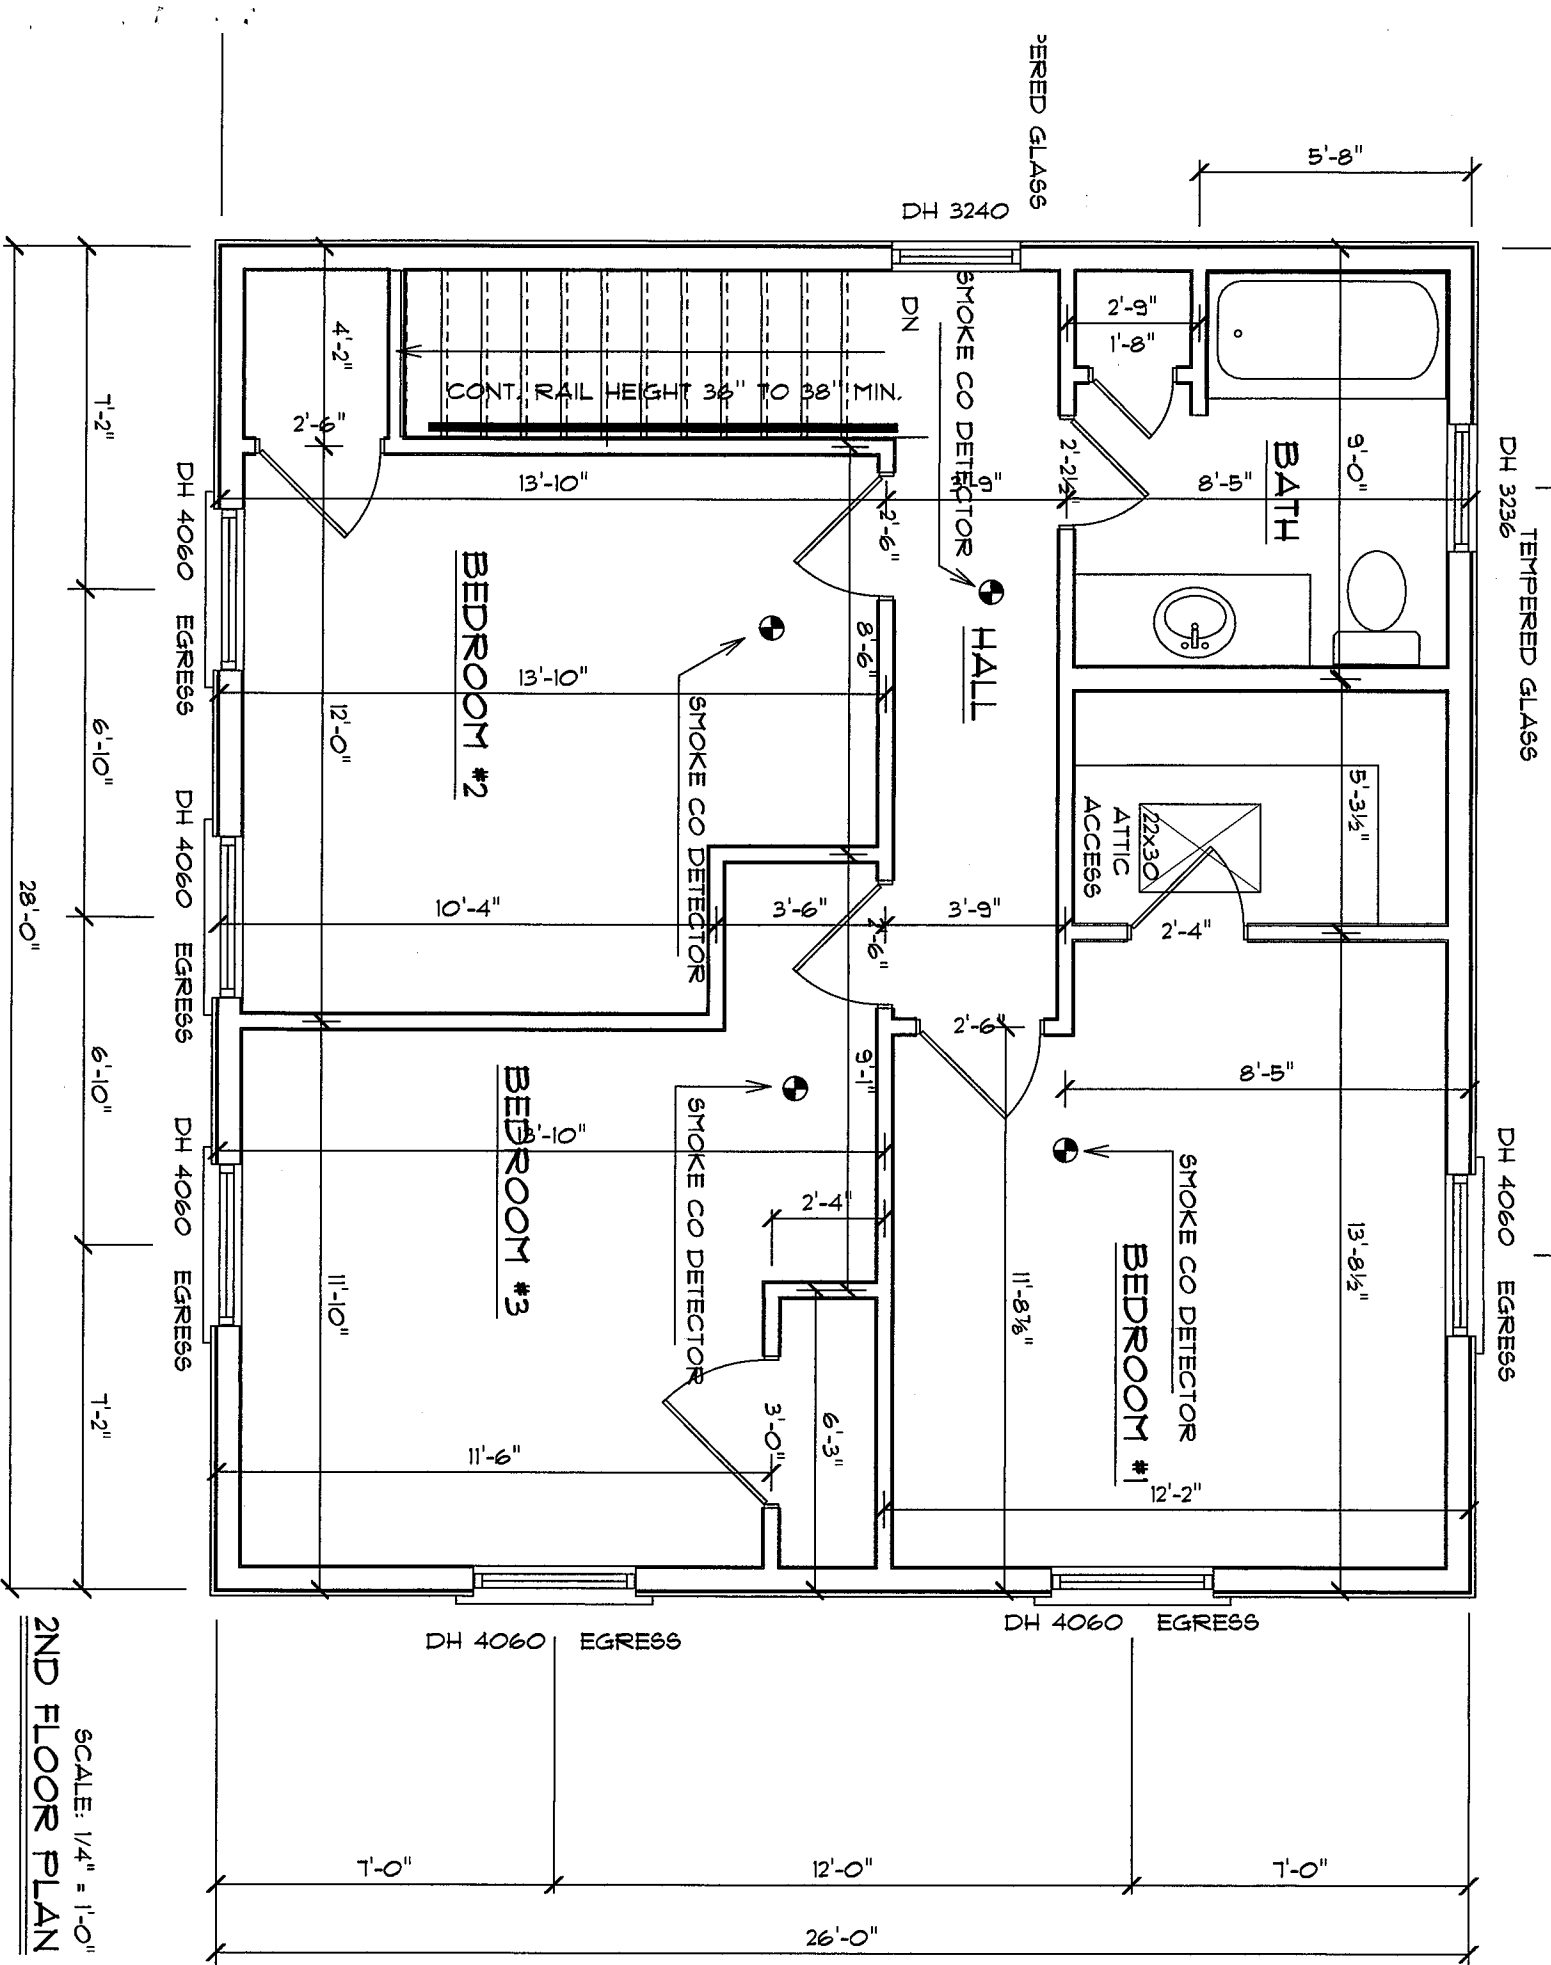 PERED GLASS
5'-8"
DH 3240
DH 3236
TEMPERED GLASS
DN
SMOKE CO DETECTOR
CONT. RAIL HEIGHT 36" TO 38" MIN.
4'-2"
2'-6"
2'-9"
1'-8"
2'-2½"
9'-0"
BATH
8'-5"
13'-10"
3'-9"
2'-6"
7'-2"
DH 4060 EGRESS
BEDROOM #2
8'-6"
HALL
13'-10"
12'-0"
SMOKE CO DETECTOR
6'-10"
DH 4060 EGRESS
28'-0"
10'-4"
3'-6"
2'-6"
3'-9"
22x30
ATTIC
ACCESS
5'-3½"
2'-4"
2'-6"
8'-5"
9'-1"
6'-10"
DH 4060 EGRESS
BEDROOM #3
13'-10"
SMOKE CO DETECTOR
2'-4"
11'-10"
11'-8⅞"
SMOKE CO DETECTOR
BEDROOM #1
13'-8½"
DH 4060 EGRESS
7'-2"
11'-6"
3'-0"
6'-3"
12'-2"
DH 4060 EGRESS
DH 4060 EGRESS
7'-0"
12'-0"
7'-0"
26'-0"
2ND FLOOR PLAN
SCALE: 1/4" = 1'-0"